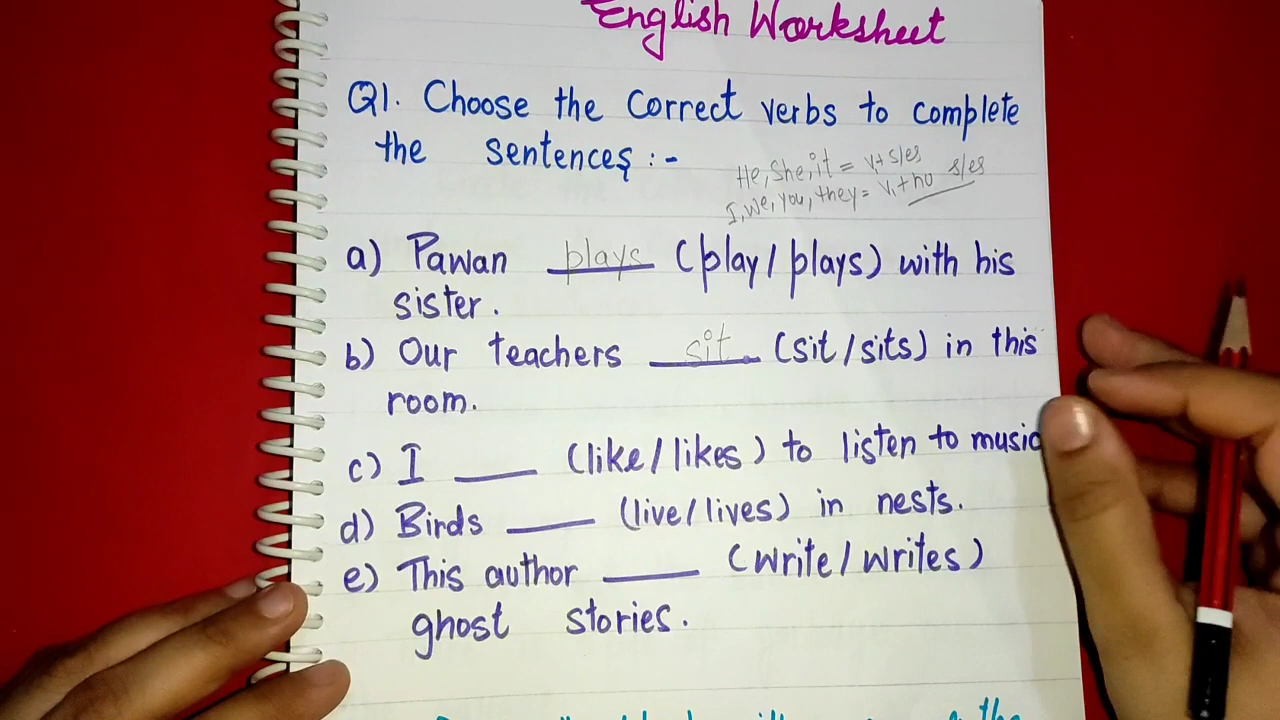 English Worksheet
Q1. Choose the Correct verbs to complete
the sentences :-
He, She, it = V₁+s/es
I, we, you, they = V₁+no s/es
a) Pawan plays (play/plays) with his
sister.
b) Our teachers sit (sit/sits) in this
room.
c) I ____ (like/likes) to listen to music
d) Birds ____ (live/lives) in nests.
e) This author ____ (write/writes)
ghost stories.
the